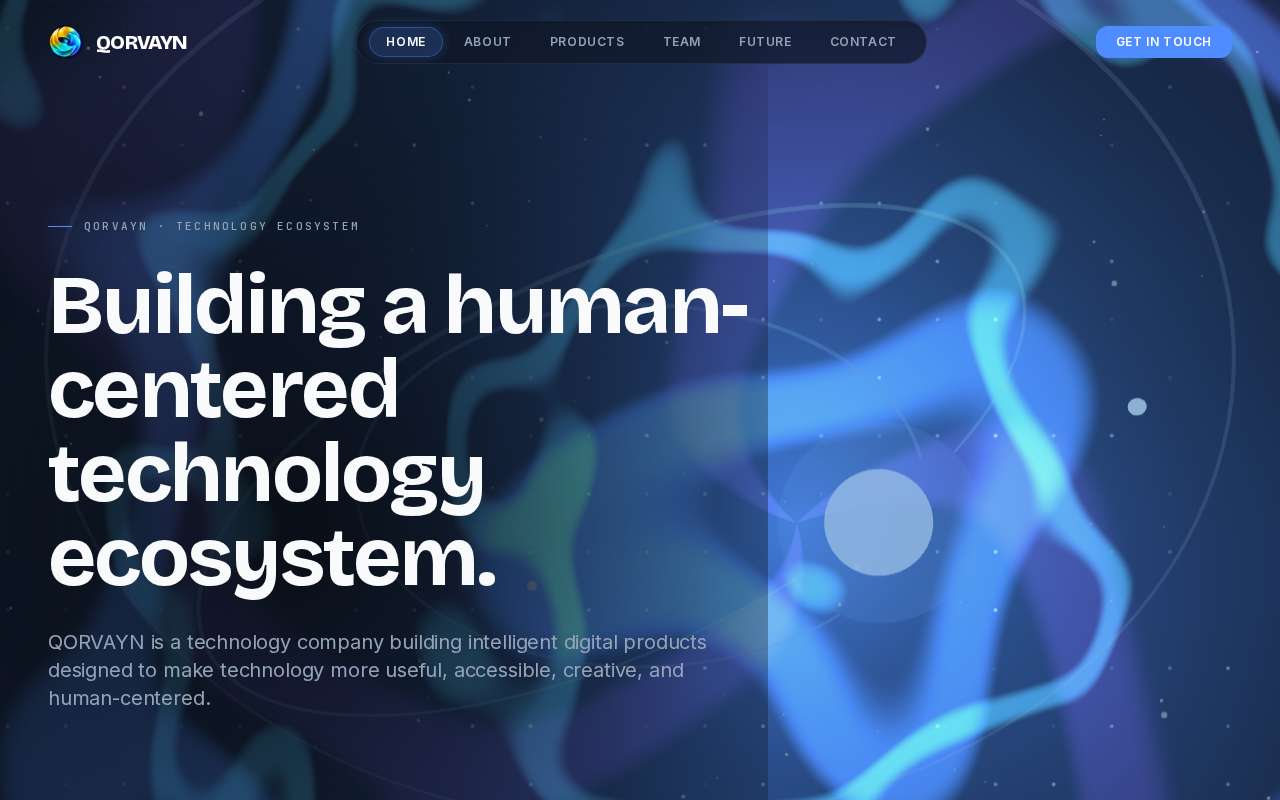 QORVAYN
HOME
ABOUT
PRODUCTS
TEAM
FUTURE
CONTACT
GET IN TOUCH
QORVAYN · TECHNOLOGY ECOSYSTEM
Building a human-
centered
technology
ecosystem.
QORVAYN is a technology company building intelligent digital products
designed to make technology more useful, accessible, creative, and
human-centered.